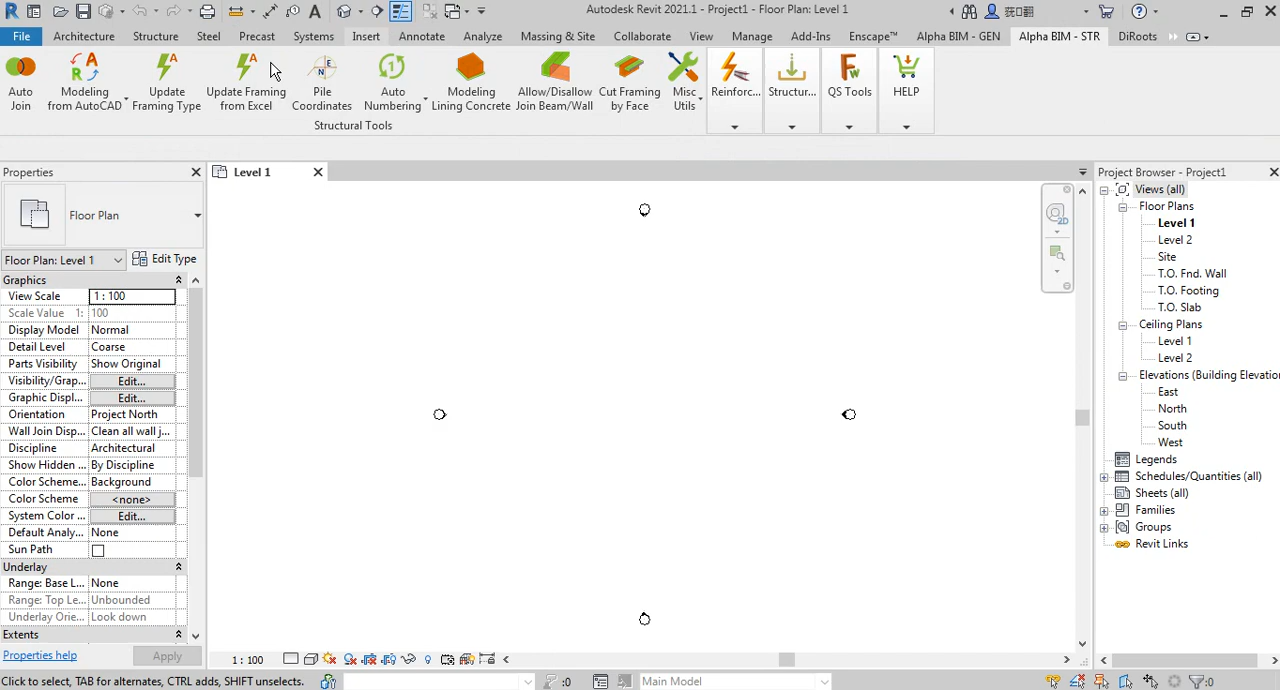 Autodesk Revit 2021.1 - Project1 - Floor Plan: Level 1
File Architecture Structure Steel Precast Systems Insert Annotate Analyze Massing & Site Collaborate View Manage Add-Ins Enscape™ Alpha BIM - GEN Alpha BIM - STR DiRoots
Auto Join
Modeling from AutoCAD
Update Framing Type
Update Framing from Excel
Pile Coordinates
Auto Numbering
Modeling Lining Concrete
Allow/Disallow Join Beam/Wall
Cut Framing by Face
Misc Utils
Reinforc...
Structur...
QS Tools
HELP
Structural Tools
Properties
Floor Plan
Floor Plan: Level 1
Edit Type
Graphics
View Scale 1 : 100
Scale Value 1: 100
Display Model Normal
Detail Level Coarse
Parts Visibility Show Original
Visibility/Grap... Edit...
Graphic Displ... Edit...
Orientation Project North
Wall Join Disp... Clean all wall j...
Discipline Architectural
Show Hidden ... By Discipline
Color Scheme... Background
Color Scheme <none>
System Color ... Edit...
Default Analy... None
Sun Path
Underlay
Range: Base L... None
Range: Top Le... Unbounded
Underlay Orie... Look down
Extents
Properties help
Apply
Level 1
2D
1 : 100
Project Browser - Project1
Views (all)
Floor Plans
Level 1
Level 2
Site
T.O. Fnd. Wall
T.O. Footing
T.O. Slab
Ceiling Plans
Level 1
Level 2
Elevations (Building Elevatio
East
North
South
West
Legends
Schedules/Quantities (all)
Sheets (all)
Families
Groups
Revit Links
Click to select, TAB for alternates, CTRL adds, SHIFT unselects.
:0
Main Model
:0